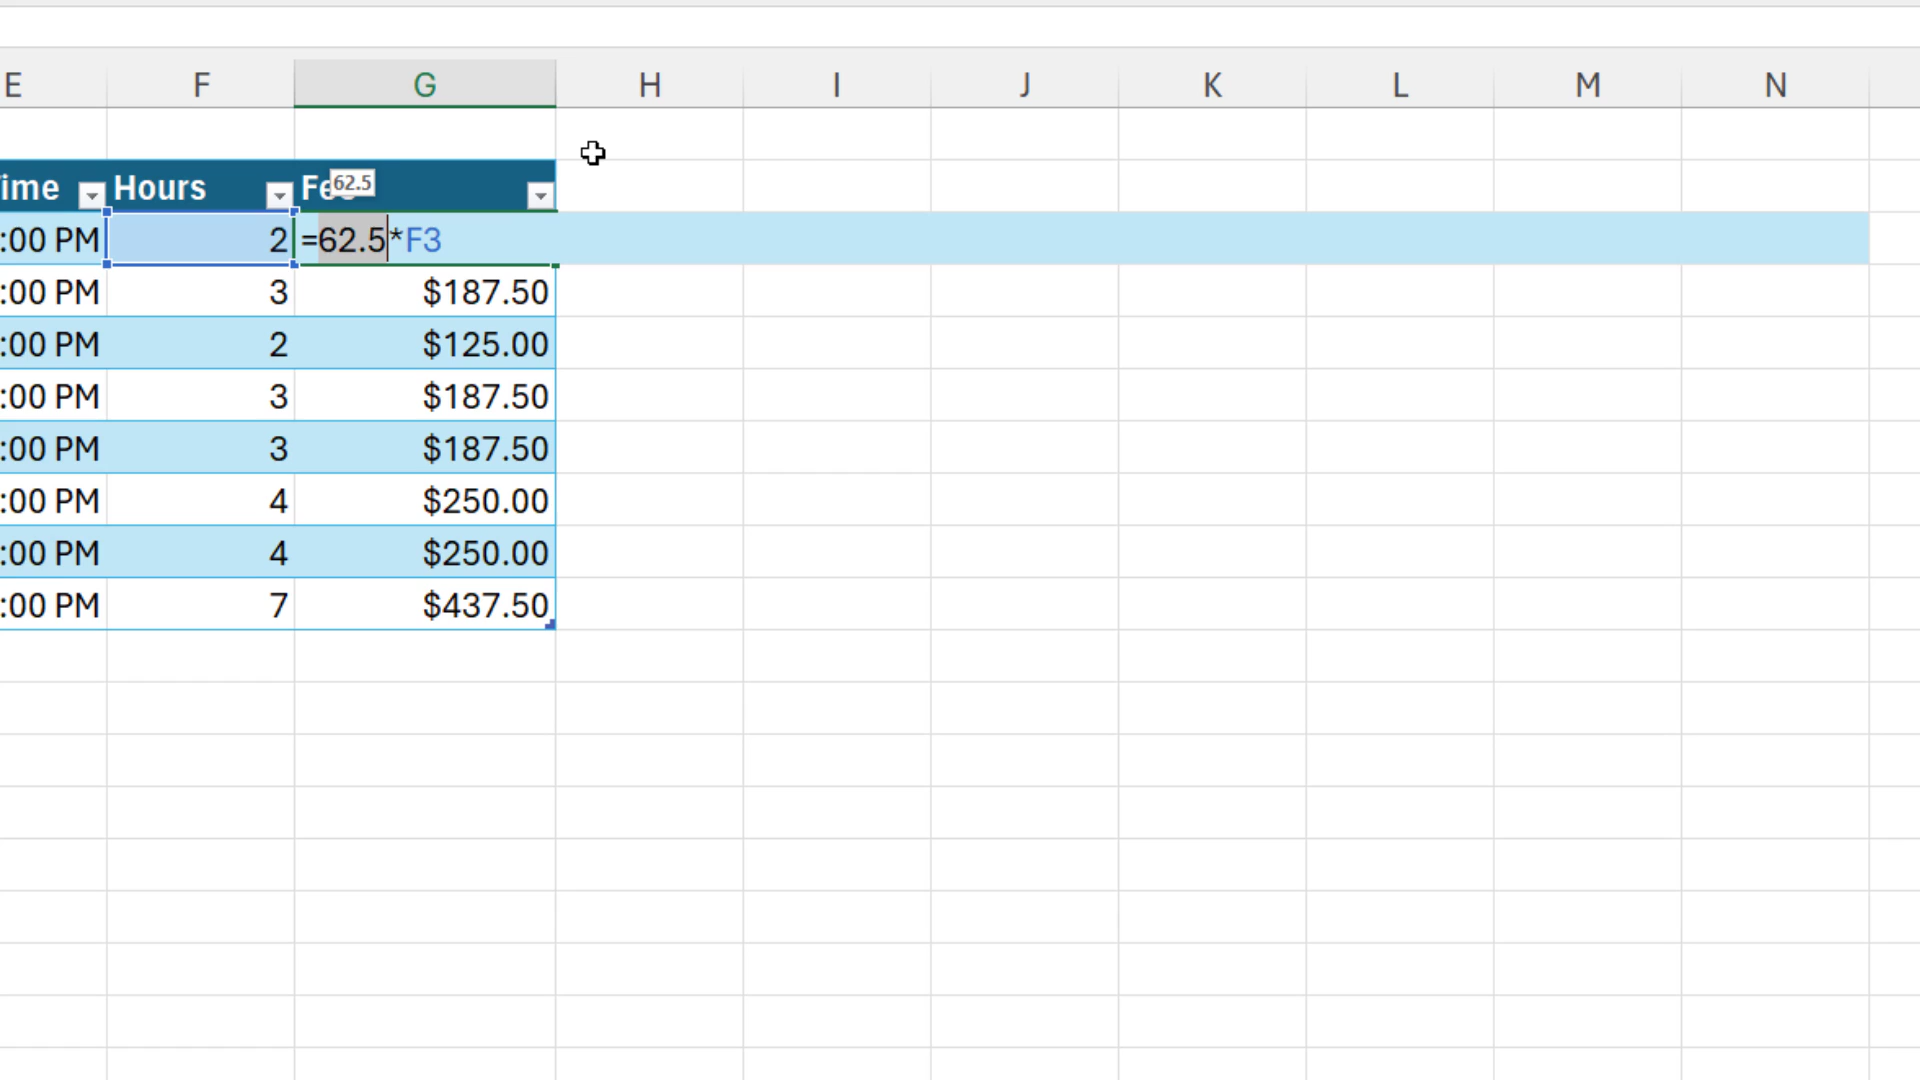 E F G H I J K L M N
ime Hours Fe 62.5
:00 PM 2 =62.5*F3
:00 PM 3 $187.50
:00 PM 2 $125.00
:00 PM 3 $187.50
:00 PM 3 $187.50
:00 PM 4 $250.00
:00 PM 4 $250.00
:00 PM 7 $437.50